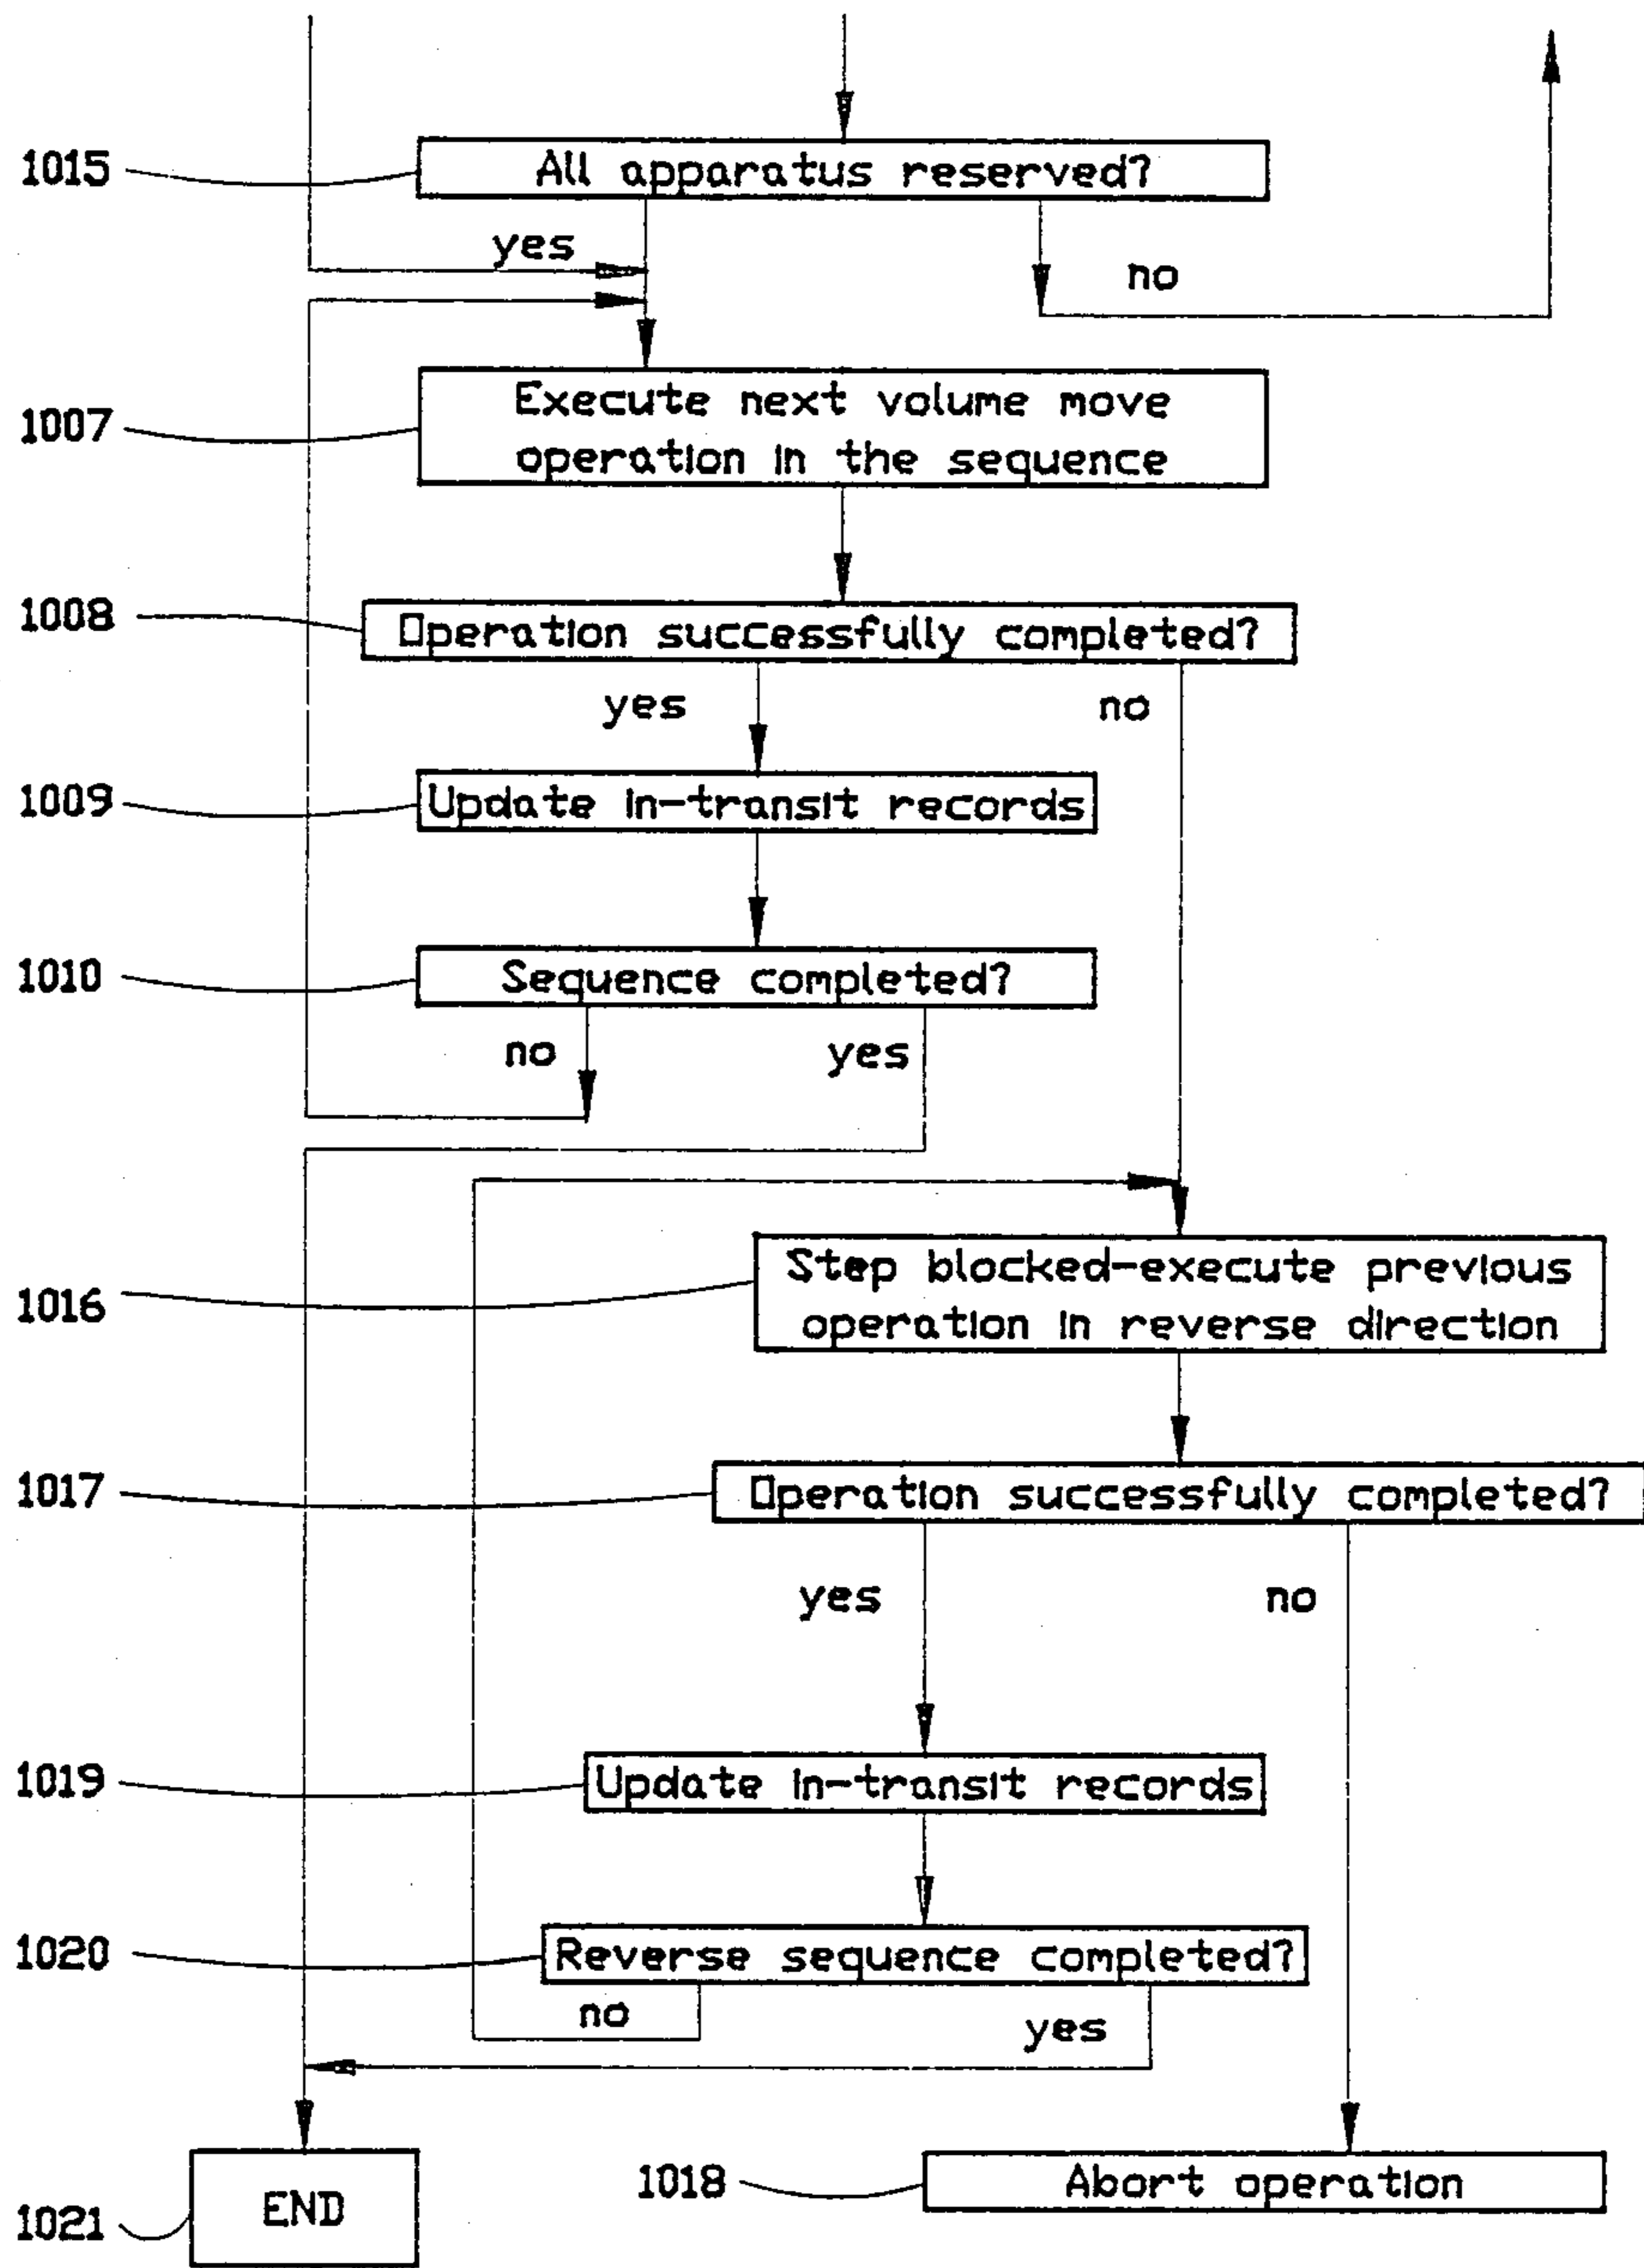 1015
All apparatus reserved?
yes
no
1007
Execute next volume move
operation in the sequence
1008
Operation successfully completed?
yes
no
1009
Update in-transit records
1010
Sequence completed?
no
yes
1016
Step blocked-execute previous
operation in reverse direction
1017
Operation successfully completed?
yes
no
1019
Update in-transit records
1020
Reverse sequence completed?
no
yes
1018
Abort operation
1021
END